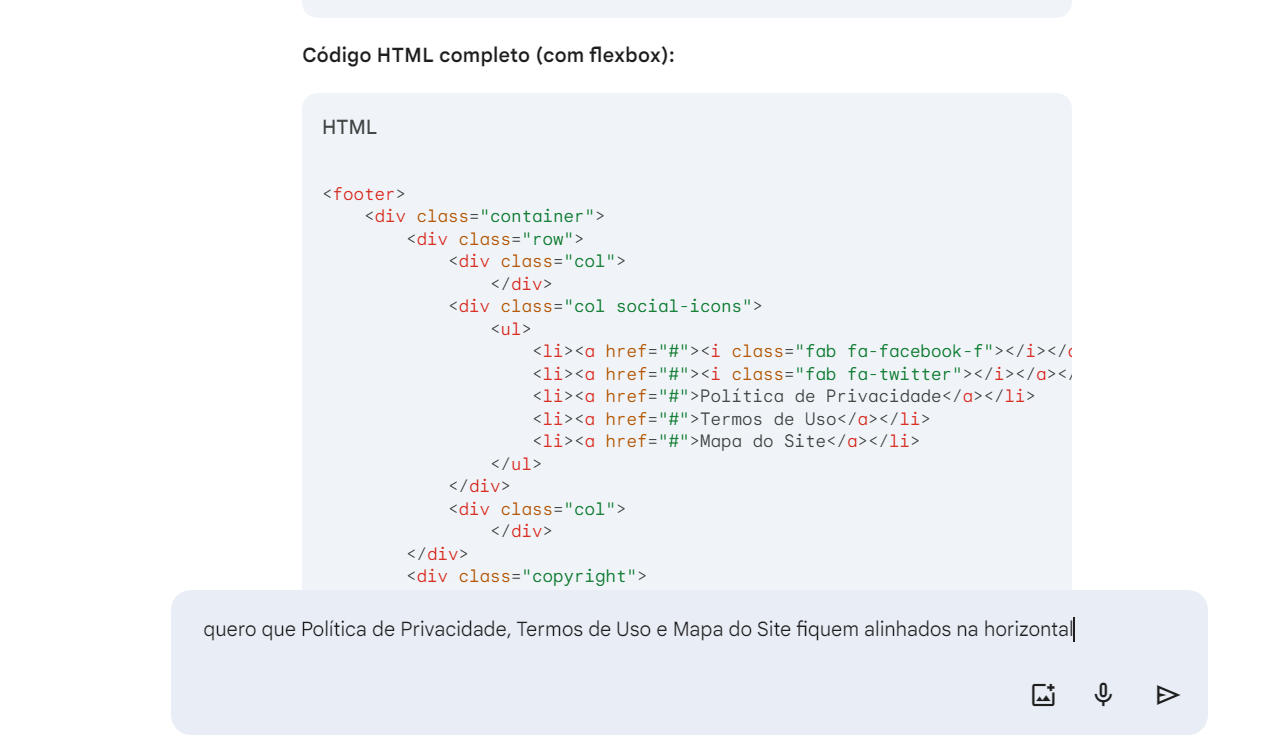 Código HTML completo (com flexbox):
HTML
<footer>
<div class="container">
<div class="row">
<div class="col">
</div>
<div class="col social-icons">
<ul>
<li><a href="#"><i class="fab fa-facebook-f"></i></
<li><a href="#"><i class="fab fa-twitter"></i></a></
<li><a href="#">Política de Privacidade</a></li>
<li><a href="#">Termos de Uso</a></li>
<li><a href="#">Mapa do Site</a></li>
</ul>
</div>
<div class="col">
</div>
</div>
<div class="copyright">
quero que Política de Privacidade, Termos de Uso e Mapa do Site fiquem alinhados na horizontal